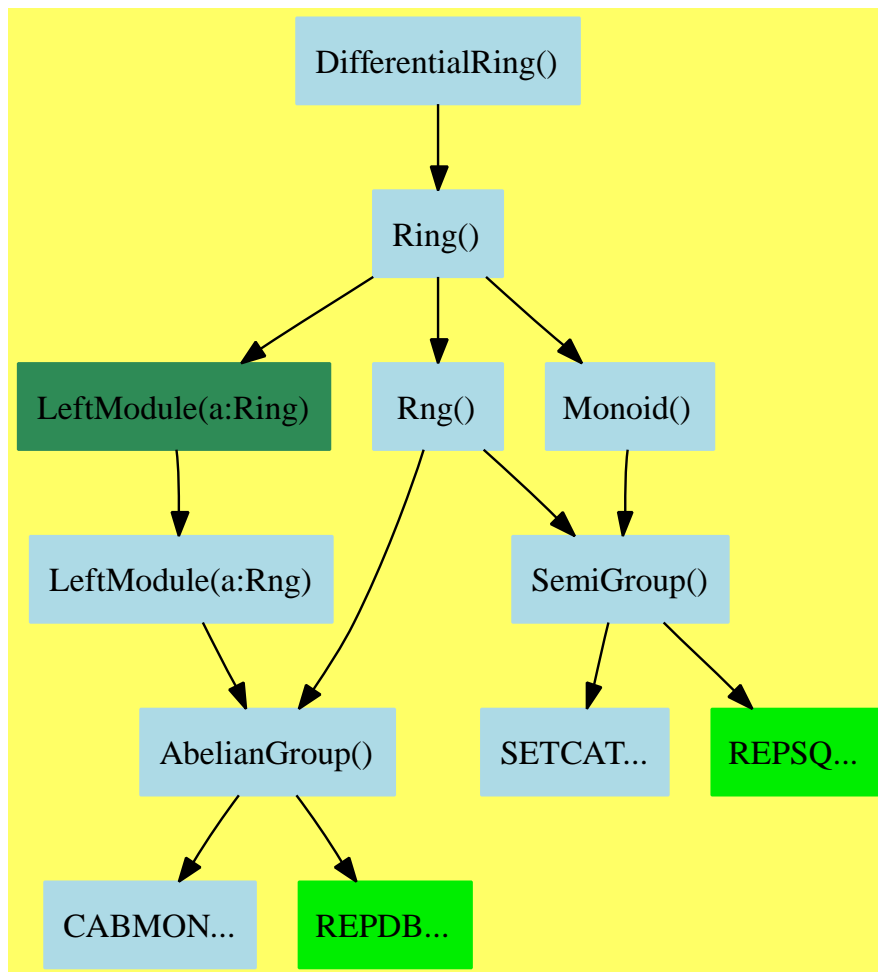 DifferentialRing()
Ring()
LeftModule(a:Ring)
Rng()
Monoid()
LeftModule(a:Rng)
SemiGroup()
AbelianGroup()
SETCAT...
REPSQ...
CABMON...
REPDB...